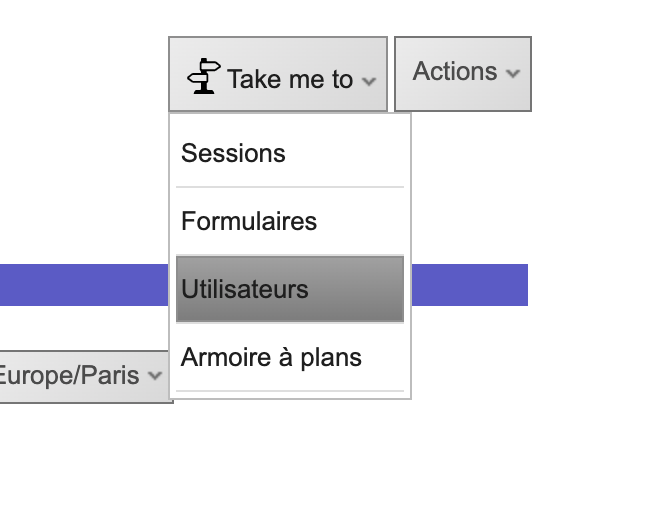 Take me to
Actions
Sessions
Formulaires
Utilisateurs
Armoire à plans
Europe/Paris